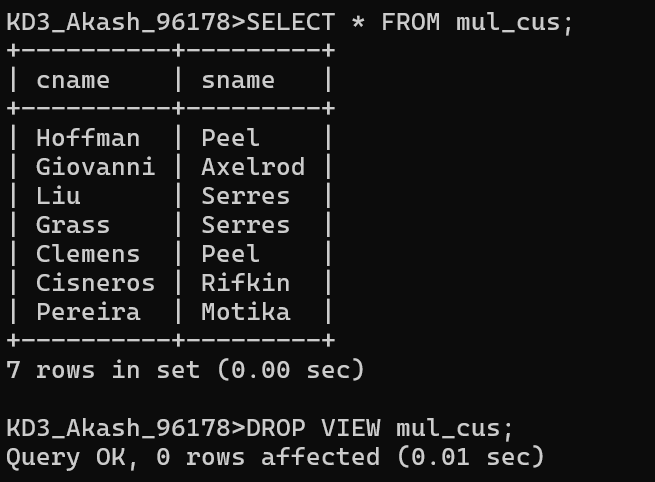 KD3_Akash_96178>SELECT * FROM mul_cus;
+----------+---------+
| cname    | sname   |
+----------+---------+
| Hoffman  | Peel    |
| Giovanni | Axelrod |
| Liu      | Serres  |
| Grass    | Serres  |
| Clemens  | Peel    |
| Cisneros | Rifkin  |
| Pereira  | Motika  |
+----------+---------+
7 rows in set (0.00 sec)

KD3_Akash_96178>DROP VIEW mul_cus;
Query OK, 0 rows affected (0.01 sec)